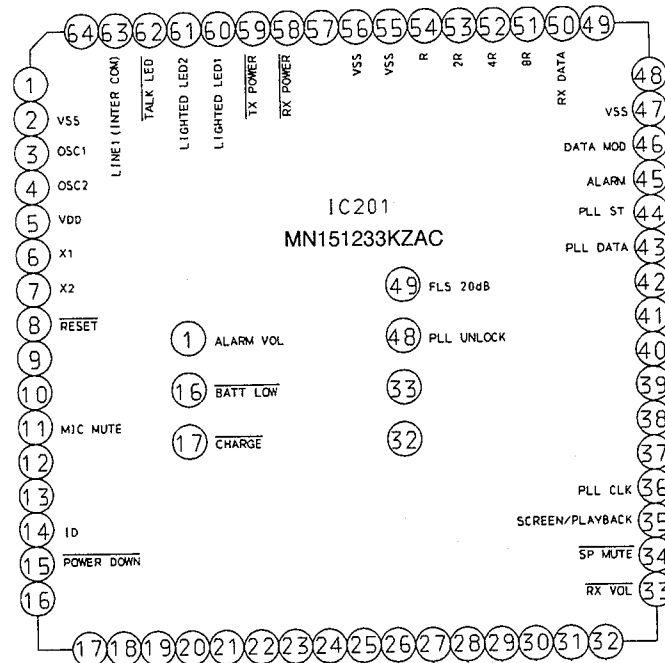 64 63 62 61 60 59 58 57 56 55 54 53 52 51 50 49
LINE1 (INTER COM)
TALK LED
LIGHTED LED2
LIGHTED LED1
TX POWER
RX POWER
VSS
VSS
R
2R
4R
8R
RX DATA
1
2 VSS
3 OSC1
4 OSC2
5 VDD
6 X1
7 X2
8 RESET
9
10
11 MIC MUTE
12
13
14 ID
15 POWER DOWN
16
IC201
MN151233KZAC
1 ALARM VOL
16 BATT LOW
17 CHARGE
49 FLS 20dB
48 PLL UNLOCK
33
32
48
VSS 47
DATA MOD 46
ALARM 45
PLL ST 44
PLL DATA 43
42
41
40
39
38
37
PLL CLK 36
SCREEN/PLAYBACK 35
SP MUTE 34
RX VOL 33
17 18 19 20 21 22 23 24 25 26 27 28 29 30 31 32